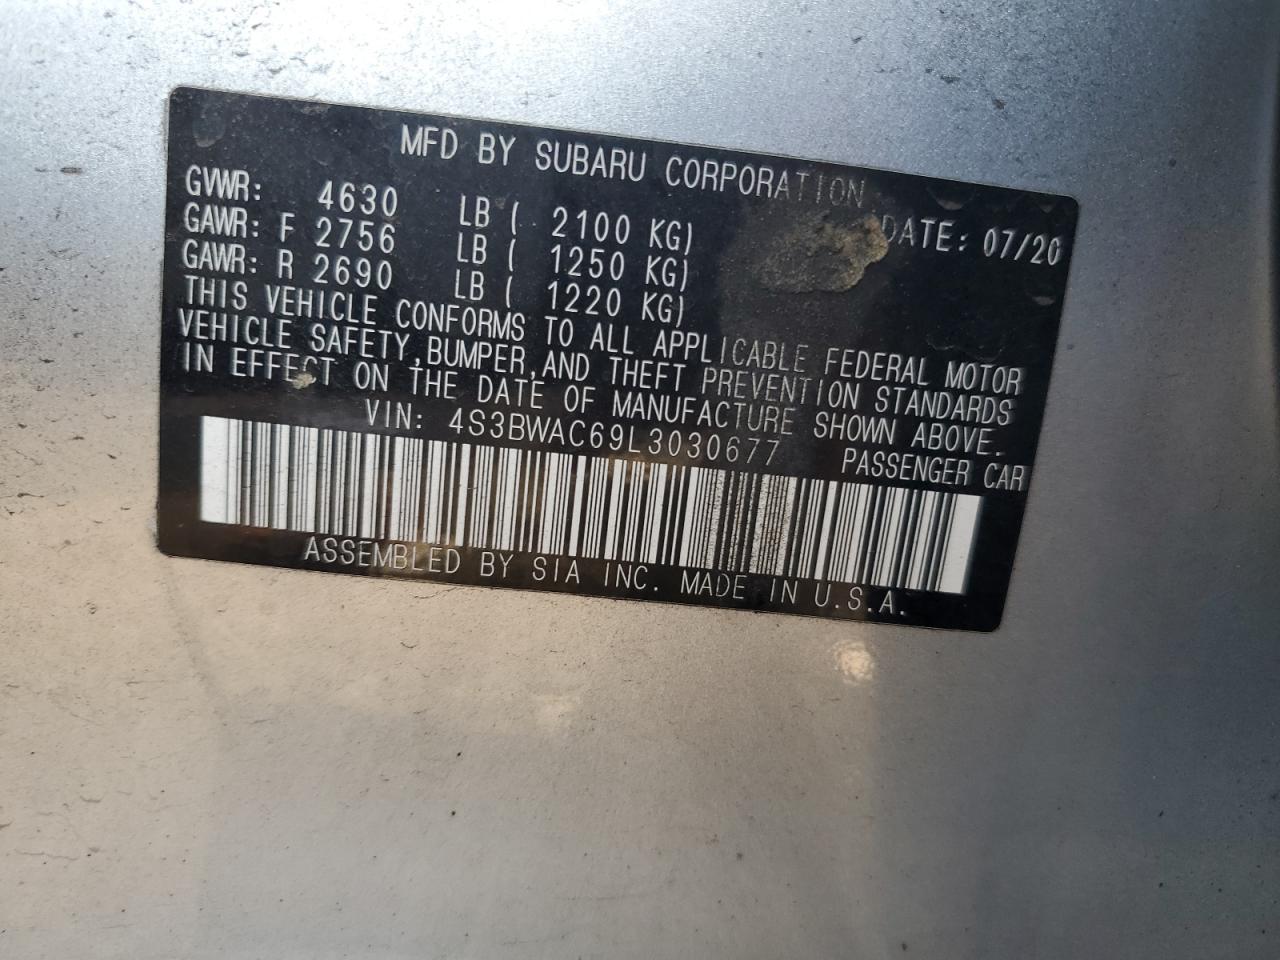 MFD BY SUBARU CORPORATION
DATE: 07/20
GVWR: 4630 LB ( 2100 KG)
GAWR: F 2756 LB ( 1250 KG)
GAWR: R 2690 LB ( 1220 KG)
THIS VEHICLE CONFORMS TO ALL APPLICABLE FEDERAL MOTOR
VEHICLE SAFETY, BUMPER, AND THEFT PREVENTION STANDARDS
IN EFFECT ON THE DATE OF MANUFACTURE SHOWN ABOVE.
VIN: 4S3BWAC69L3030677 PASSENGER CAR
ASSEMBLED BY SIA INC. MADE IN U.S.A.